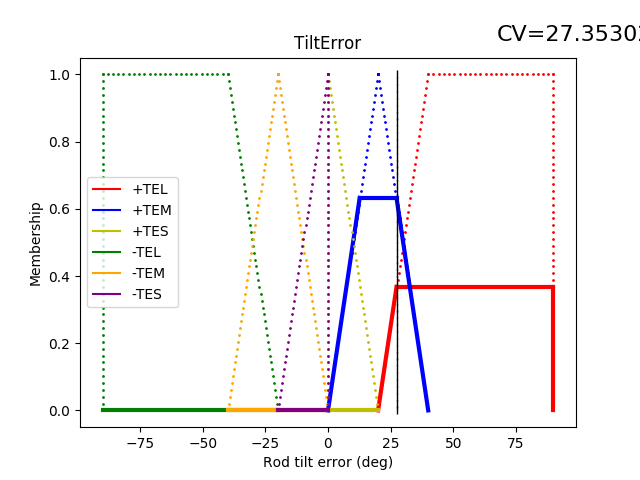 CV=27.35302
TiltError
1.0
0.8
0.6
0.4
0.2
0.0
Membership
+TEL
+TEM
+TES
-TEL
-TEM
-TES
−75
−50
−25
0
25
50
75
Rod tilt error (deg)